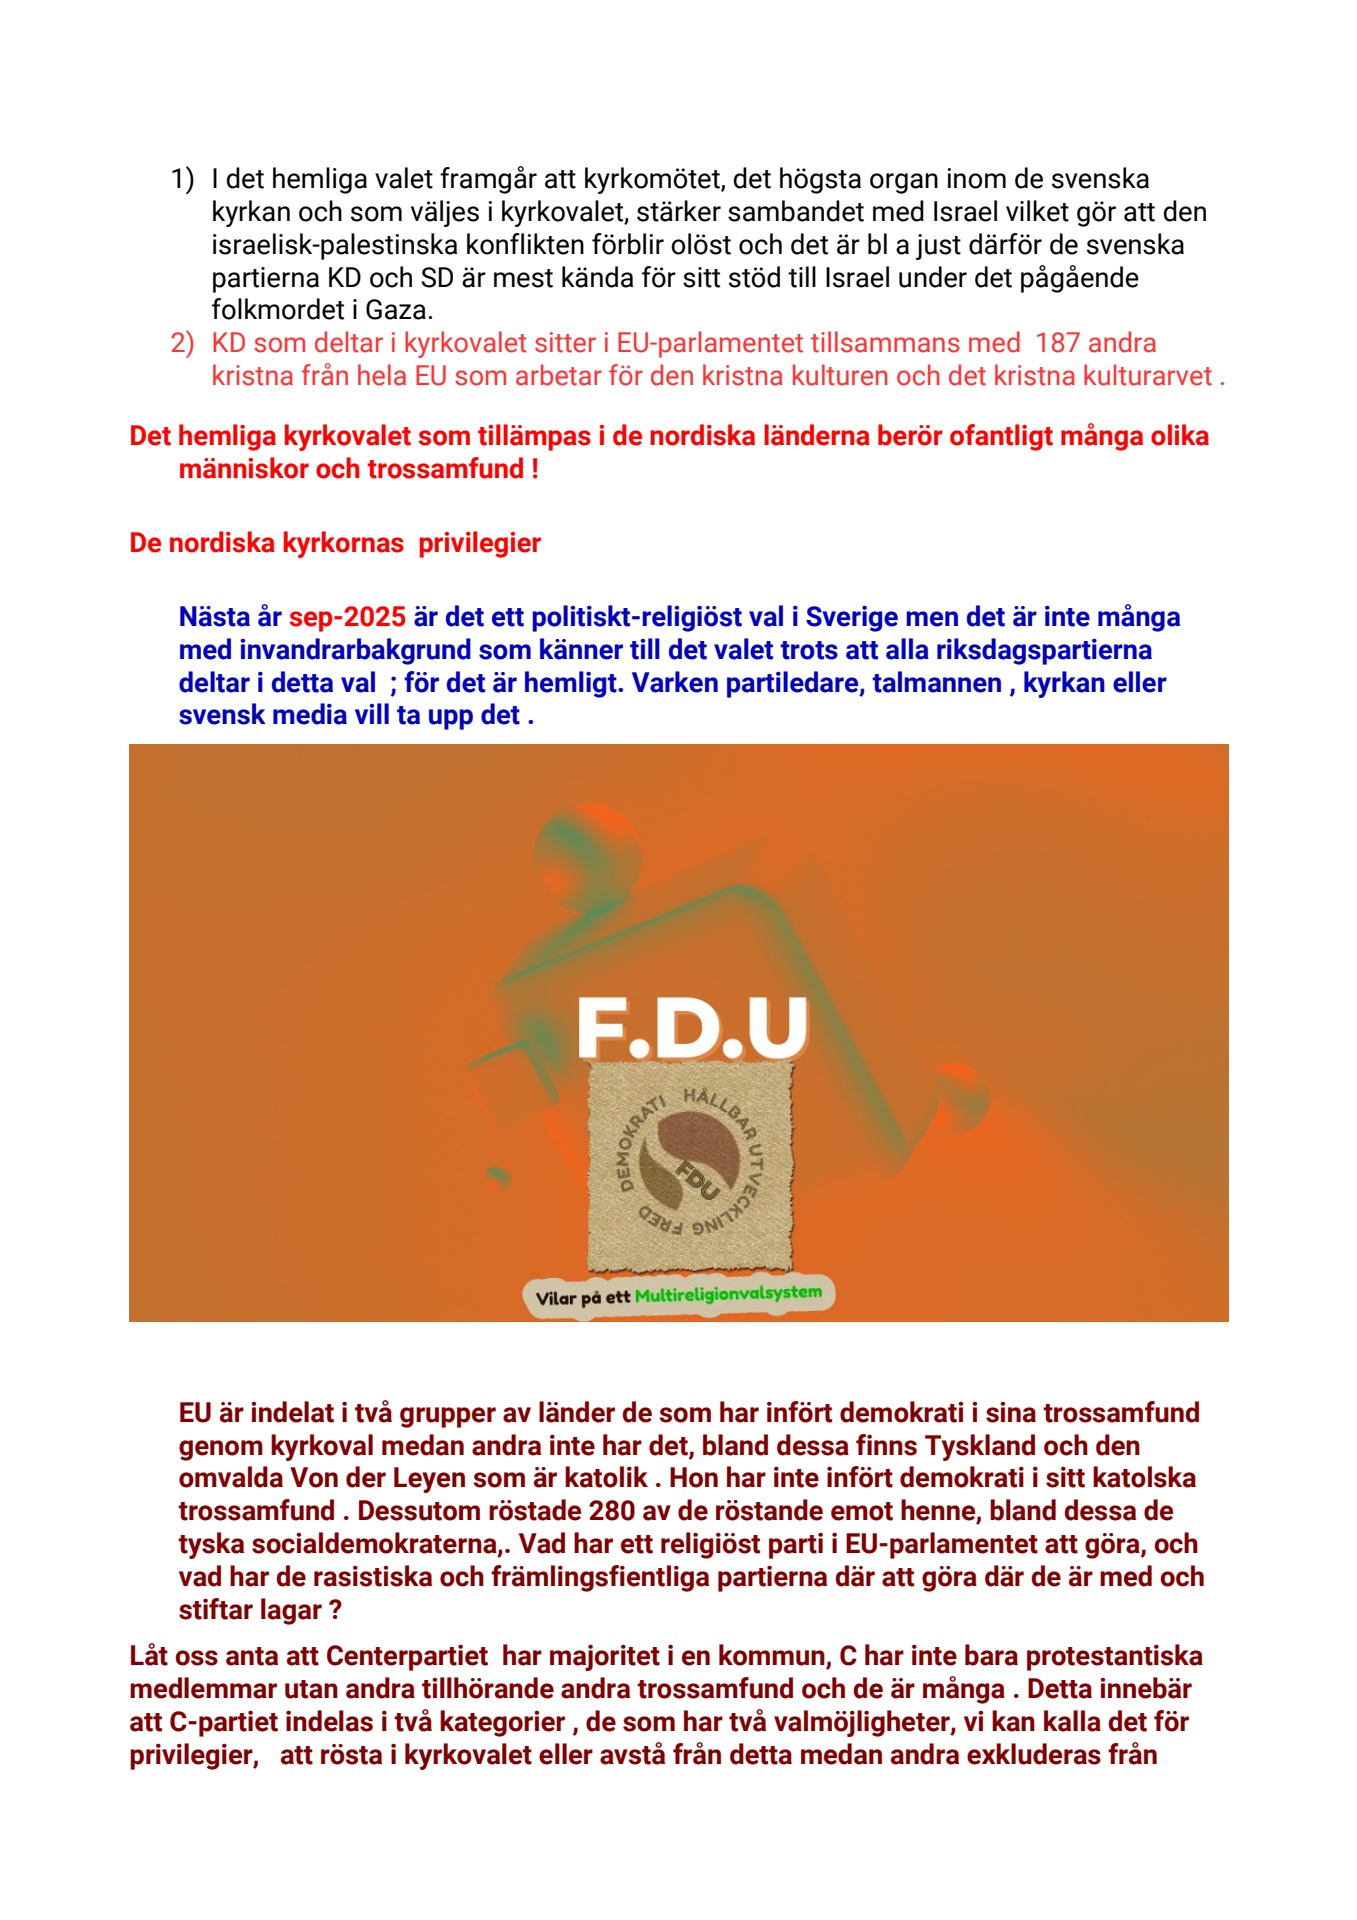 1) I det hemliga valet framgår att kyrkomötet, det högsta organ inom de svenska
kyrkan och som väljes i kyrkovalet, stärker sambandet med Israel vilket gör att den
israelisk-palestinska konflikten förblir olöst och det är bl a just därför de svenska
partierna KD och SD är mest kända för sitt stöd till Israel under det pågående
folkmordet i Gaza.
2) KD som deltar i kyrkovalet sitter i EU-parlamentet tillsammans med 187 andra
kristna från hela EU som arbetar för den kristna kulturen och det kristna kulturarvet .
Det hemliga kyrkovalet som tillämpas i de nordiska länderna berör ofantligt många olika
människor och trossamfund !
De nordiska kyrkornas privilegier
Nästa år sep-2025 är det ett politiskt-religiöst val i Sverige men det är inte många
med invandrarbakgrund som känner till det valet trots att alla riksdagspartierna
deltar i detta val ; för det är hemligt. Varken partiledare, talmannen , kyrkan eller
svensk media vill ta upp det .
F.D.U
DEMOKRATI HÅLLBAR UTVECKLING FRED
FDU
Vilar på ett Multireligionvalsystem
EU är indelat i två grupper av länder de som har infört demokrati i sina trossamfund
genom kyrkoval medan andra inte har det, bland dessa finns Tyskland och den
omvalda Von der Leyen som är katolik . Hon har inte infört demokrati i sitt katolska
trossamfund . Dessutom röstade 280 av de röstande emot henne, bland dessa de
tyska socialdemokraterna,. Vad har ett religiöst parti i EU-parlamentet att göra, och
vad har de rasistiska och främlingsfientliga partierna där att göra där de är med och
stiftar lagar ?
Låt oss anta att Centerpartiet har majoritet i en kommun, C har inte bara protestantiska
medlemmar utan andra tillhörande andra trossamfund och de är många . Detta innebär
att C-partiet indelas i två kategorier , de som har två valmöjligheter, vi kan kalla det för
privilegier, att rösta i kyrkovalet eller avstå från detta medan andra exkluderas från